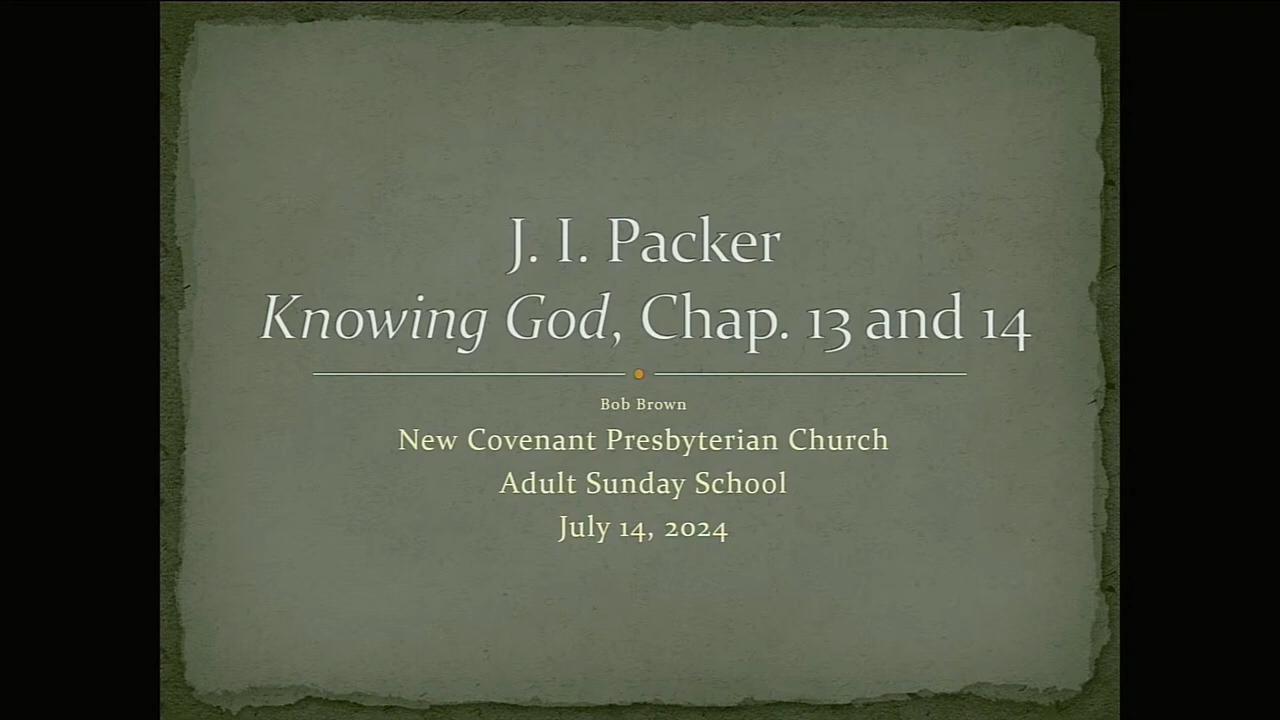 J. I. Packer
Knowing God, Chap. 13 and 14
Bob Brown
New Covenant Presbyterian Church
Adult Sunday School
July 14, 2024